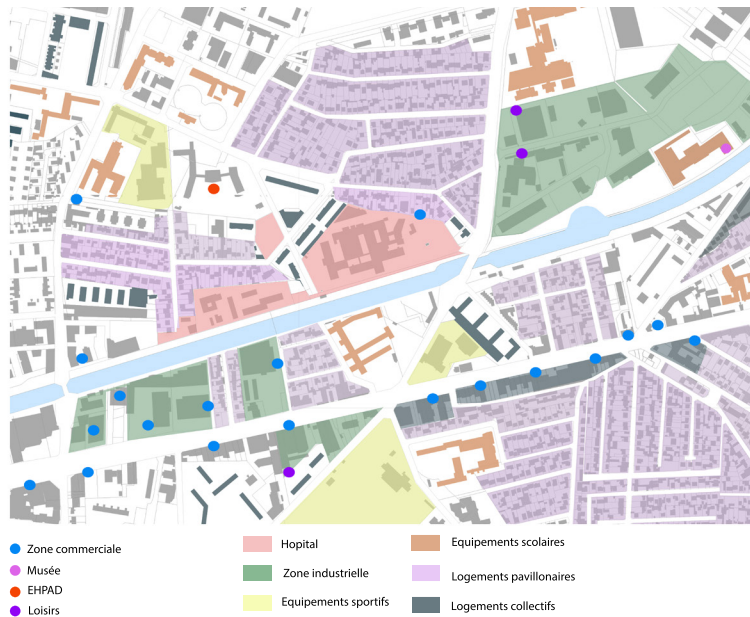 Zone commerciale
Musée
EHPAD
Loisirs
Hopital
Zone industrielle
Equipements sportifs
Equipements scolaires
Logements pavillonaires
Logements collectifs